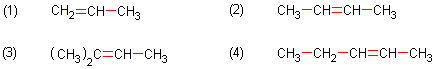 (1) CH₂=CH—CH₃ (2) CH₃—CH=CH—CH₃
(3) (CH₃)₂C=CH—CH₃ (4) CH₃—CH₂—CH=CH—CH₃